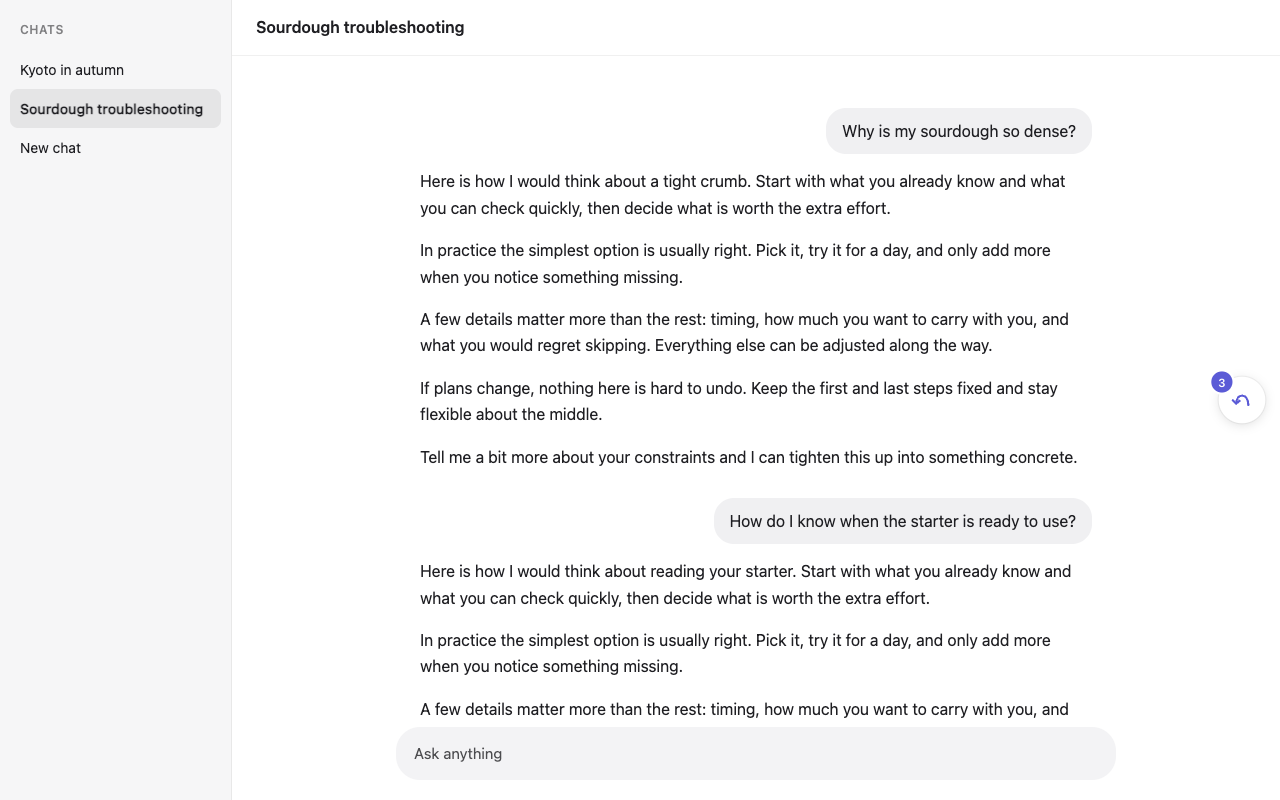 CHATS
Kyoto in autumn
Sourdough troubleshooting
New chat
Sourdough troubleshooting
Why is my sourdough so dense?
Here is how I would think about a tight crumb. Start with what you already know and what
you can check quickly, then decide what is worth the extra effort.
In practice the simplest option is usually right. Pick it, try it for a day, and only add more
when you notice something missing.
A few details matter more than the rest: timing, how much you want to carry with you, and
what you would regret skipping. Everything else can be adjusted along the way.
If plans change, nothing here is hard to undo. Keep the first and last steps fixed and stay
flexible about the middle.
Tell me a bit more about your constraints and I can tighten this up into something concrete.
3
How do I know when the starter is ready to use?
Here is how I would think about reading your starter. Start with what you already know and
what you can check quickly, then decide what is worth the extra effort.
In practice the simplest option is usually right. Pick it, try it for a day, and only add more
when you notice something missing.
A few details matter more than the rest: timing, how much you want to carry with you, and
Ask anything